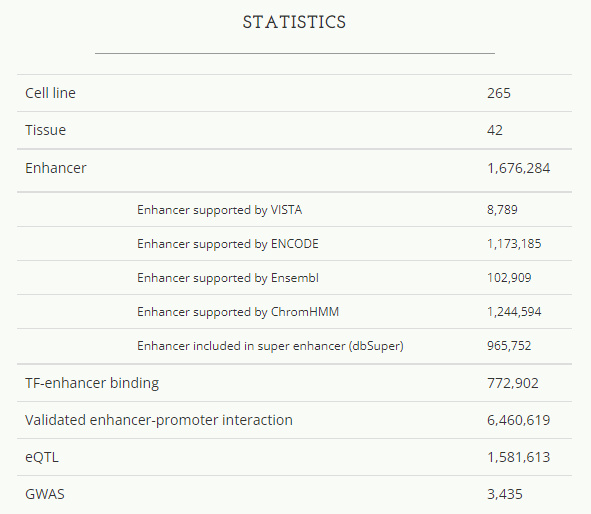 STATISTICS
Cell line 265
Tissue 42
Enhancer 1,676,284
Enhancer supported by VISTA 8,789
Enhancer supported by ENCODE 1,173,185
Enhancer supported by Ensembl 102,909
Enhancer supported by ChromHMM 1,244,594
Enhancer included in super enhancer (dbSuper) 965,752
TF-enhancer binding 772,902
Validated enhancer-promoter interaction 6,460,619
eQTL 1,581,613
GWAS 3,435